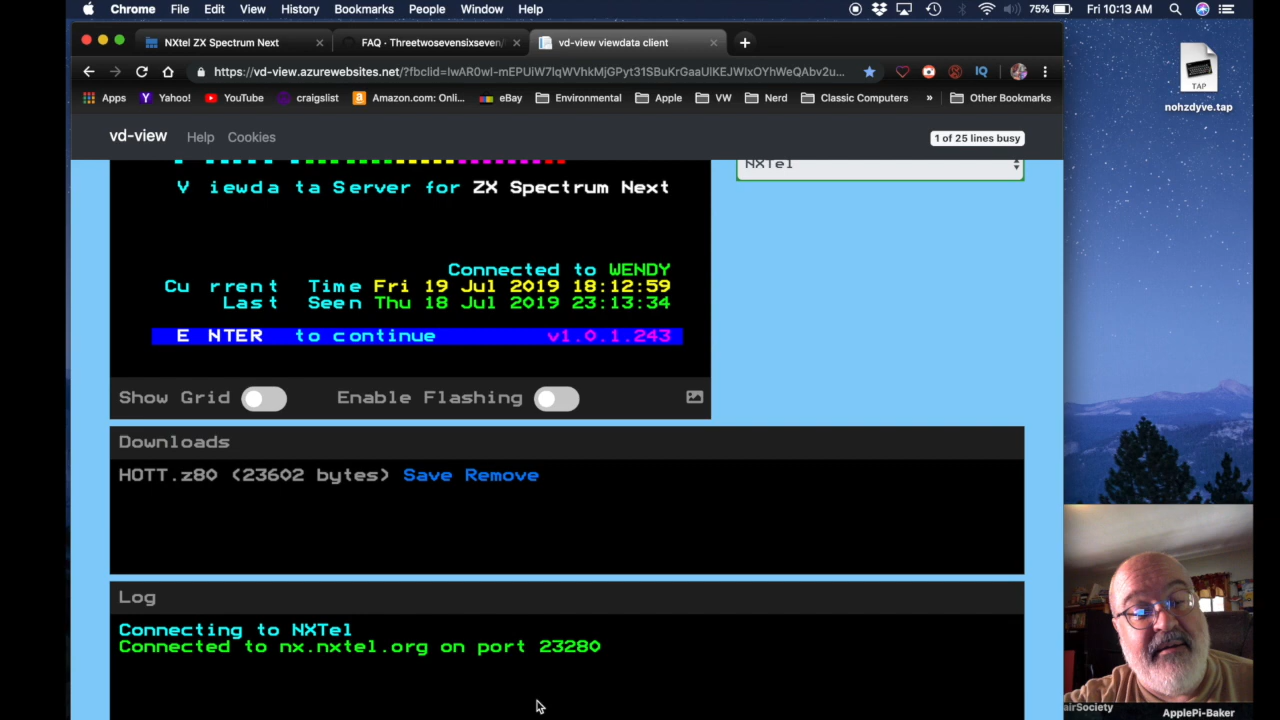 Chrome File Edit View History Bookmarks People Window Help 75% Fri 10:13 AM
NXtel ZX Spectrum Next
FAQ - Threetwosevensixseven/
vd-view viewdata client
https://vd-view.azurewebsites.net/?fbclid=IwAR0wI-mEPUiW7IqWVhkMjGPyt31SBuKrGaaUIKEJWIxOYhWeQAbv2u... IQ
Apps Yahoo! YouTube craigslist Amazon.com: Onli... eBay Environmental Apple VW Nerd Classic Computers » Other Bookmarks
TAP
nohzdyve.tap
vd-view Help Cookies 1 of 25 lines busy
NXTel
V iewda ta Server for ZX Spectrum Next
Connected to WENDY
Cu rrent Time Fri 19 Jul 2019 18:12:59
Last Seen Thu 18 Jul 2019 23:13:34
E NTER to continue v1.0.1.243
Show Grid Enable Flashing
Downloads
HOTT.z80 (23602 bytes) Save Remove
Log
Connecting to NXTel
Connected to nx.nxtel.org on port 23280
airSociety
ApplePi-Baker